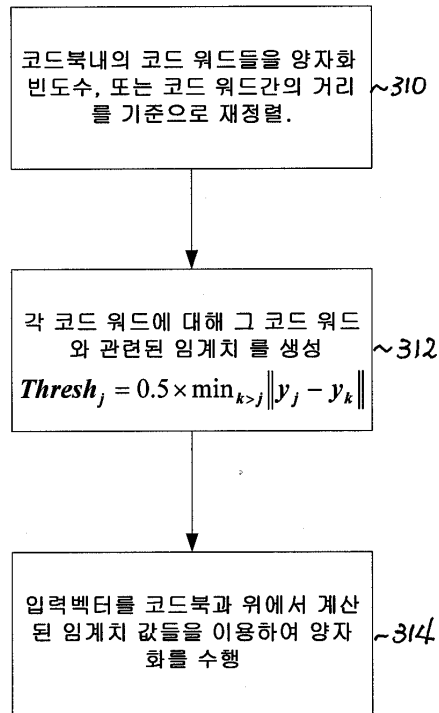 코드북내의 코드 워드들을 양자화
빈도수, 또는 코드 워드간의 거리
를 기준으로 재정렬.
~310
각 코드 워드에 대해 그 코드 워드
와 관련된 임계치 를 생성
~312
Thresh_j = 0.5 × min_{k>j} ‖y_j − y_k‖
입력벡터를 코드북과 위에서 계산
된 임계치 값들을 이용하여 양자
~314
화를 수행